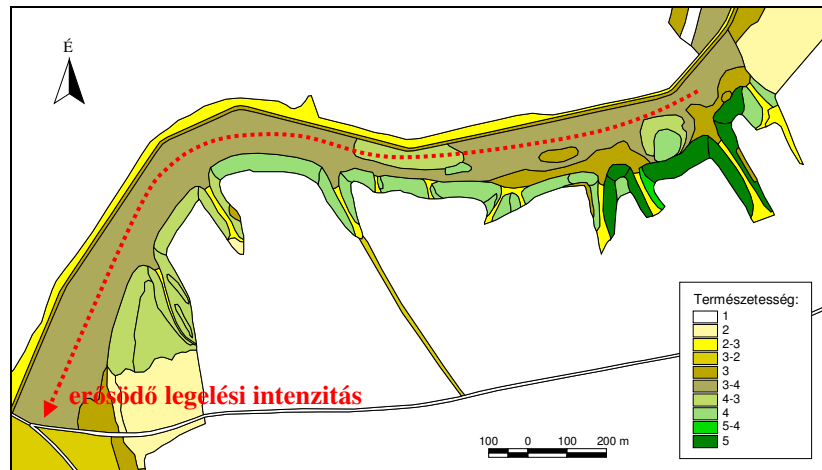 É
erősödő legelési intenzitás
Természetesség:
1
2
2-3
3-2
3
3-4
4-3
4
5-4
5
100 0 100 200 m